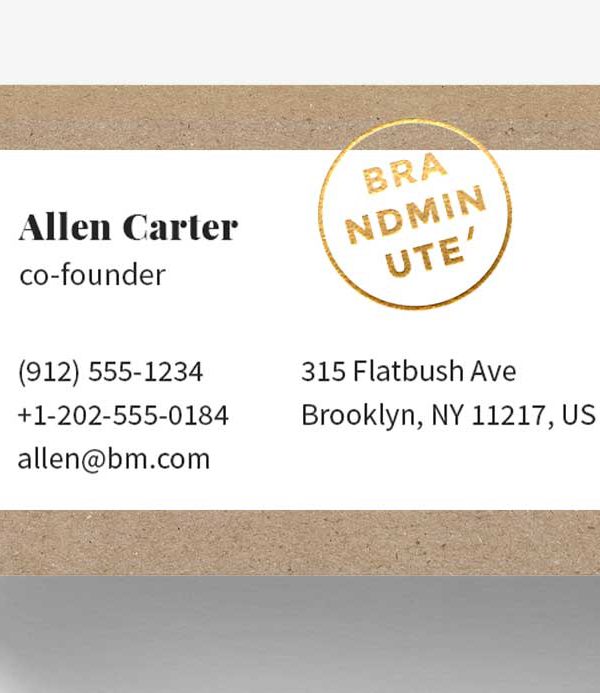 BRA
NDMIN
UTE′
Allen Carter
co-founder
(912) 555-1234
+1-202-555-0184
allen@bm.com
315 Flatbush Ave
Brooklyn, NY 11217, US